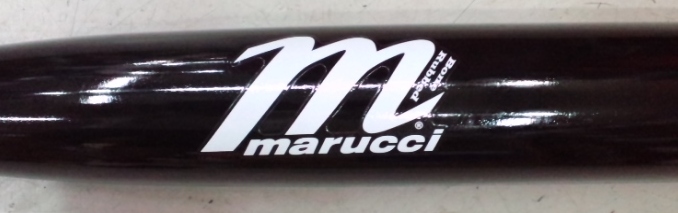 m
Bone
Rubbed
®
marucci